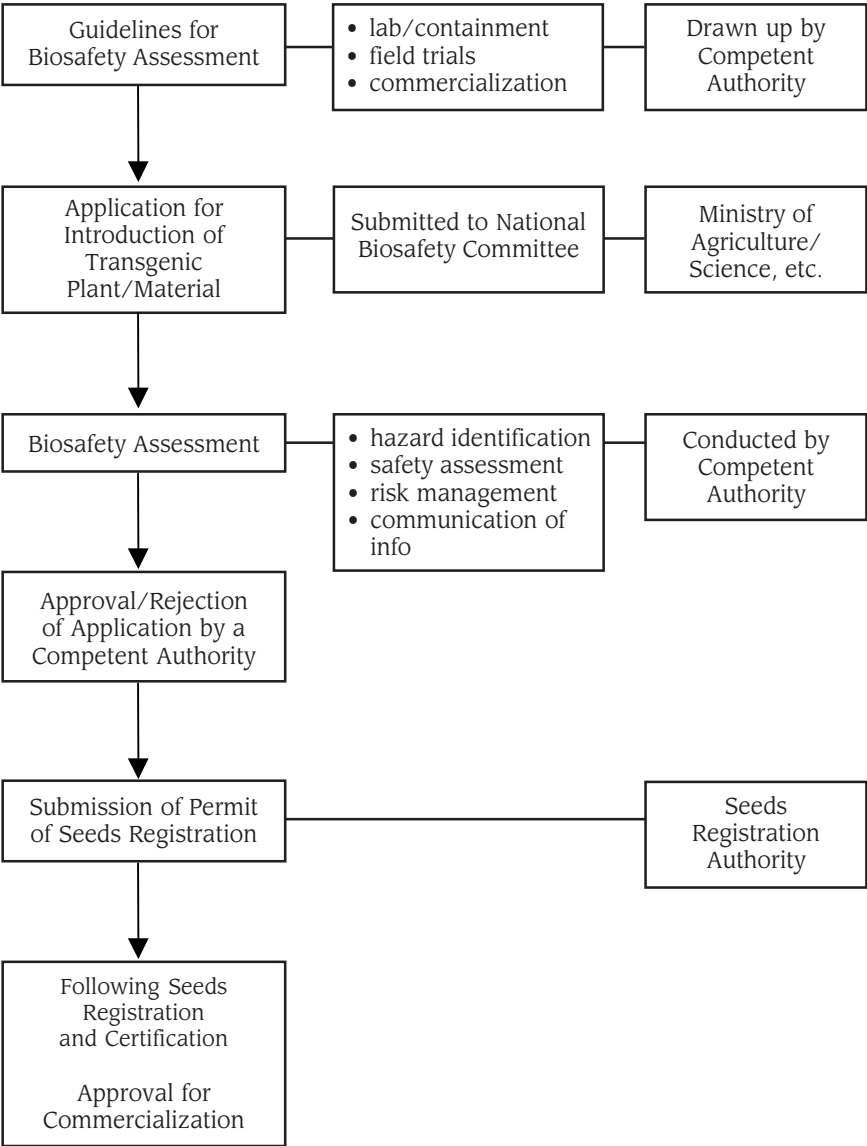 Guidelines for
Biosafety Assessment
• lab/containment
• field trials
• commercialization
Drawn up by
Competent
Authority
Application for
Introduction of
Transgenic
Plant/Material
Submitted to National
Biosafety Committee
Ministry of
Agriculture/
Science, etc.
Biosafety Assessment
• hazard identification
• safety assessment
• risk management
• communication of
info
Conducted by
Competent
Authority
Approval/Rejection
of Application by a
Competent Authority
Submission of Permit
of Seeds Registration
Seeds
Registration
Authority
Following Seeds
Registration
and Certification
Approval for
Commercialization